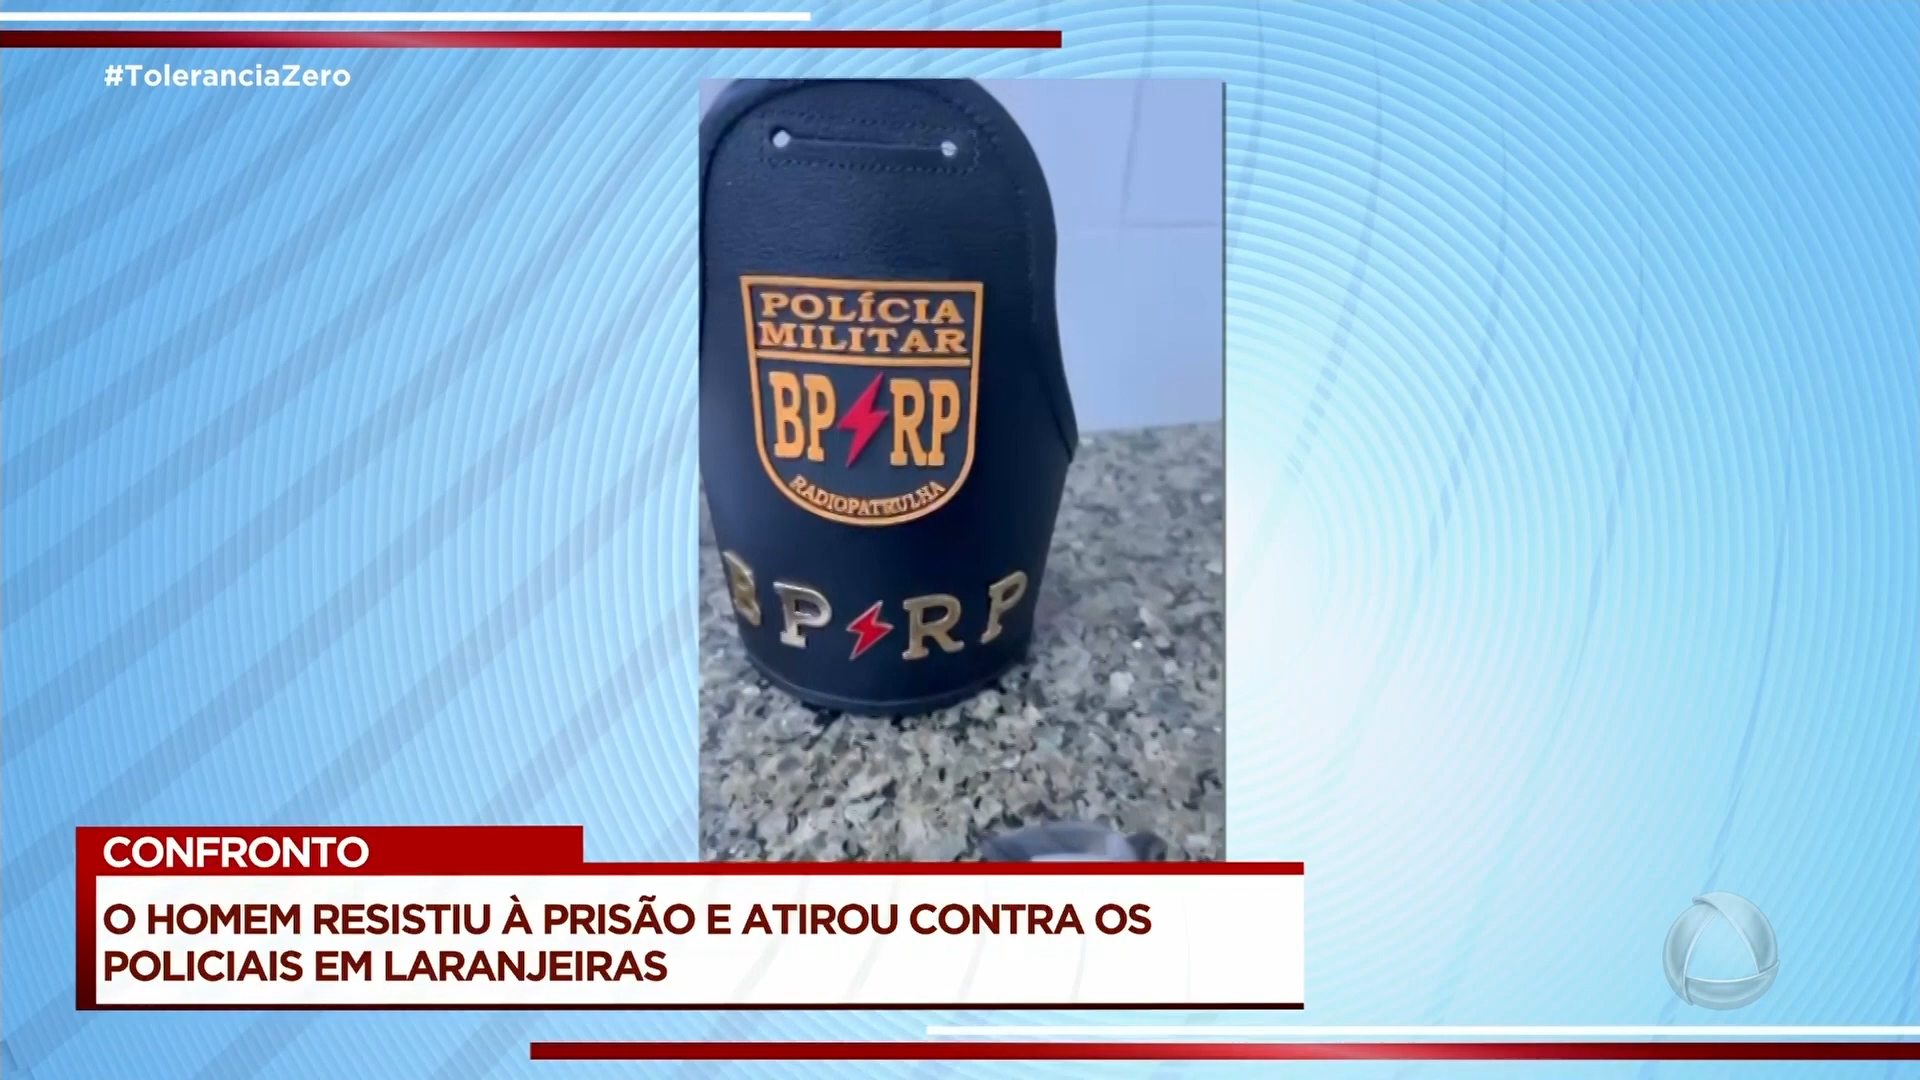 #ToleranciaZero
POLÍCIA
MILITAR
BP RP
RADIOPATRULHA
BP RP
CONFRONTO
O HOMEM RESISTIU À PRISÃO E ATIROU CONTRA OS
POLICIAIS EM LARANJEIRAS